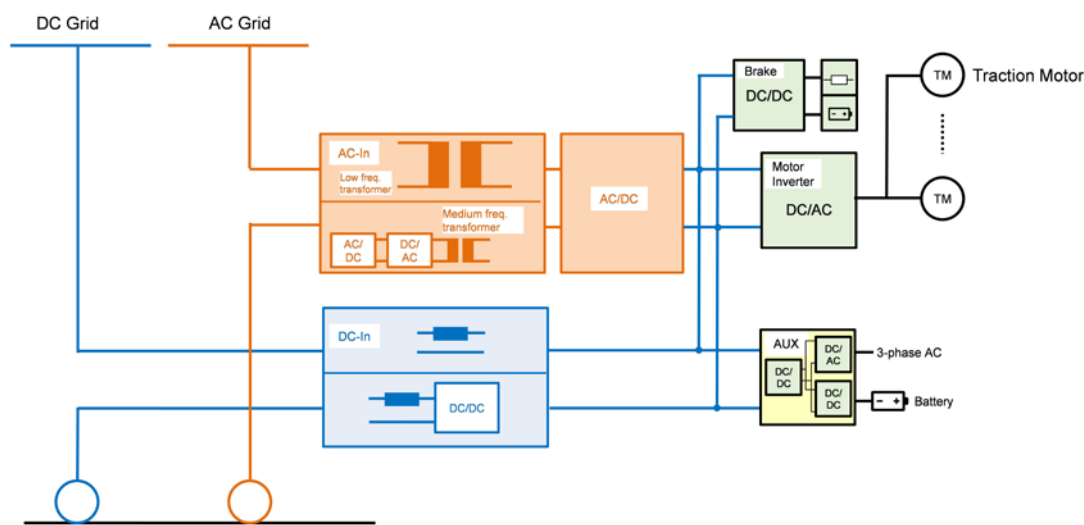 DC Grid
AC Grid
Brake
DC/DC
TM
Traction Motor
AC-In
Low freq.
transformer
Medium freq.
transformer
AC/
DC
DC/
AC
AC/DC
Motor
Inverter
DC/AC
TM
DC-In
DC/DC
AUX
DC/
DC
DC/
AC
3-phase AC
DC/
DC
- +
Battery
- +